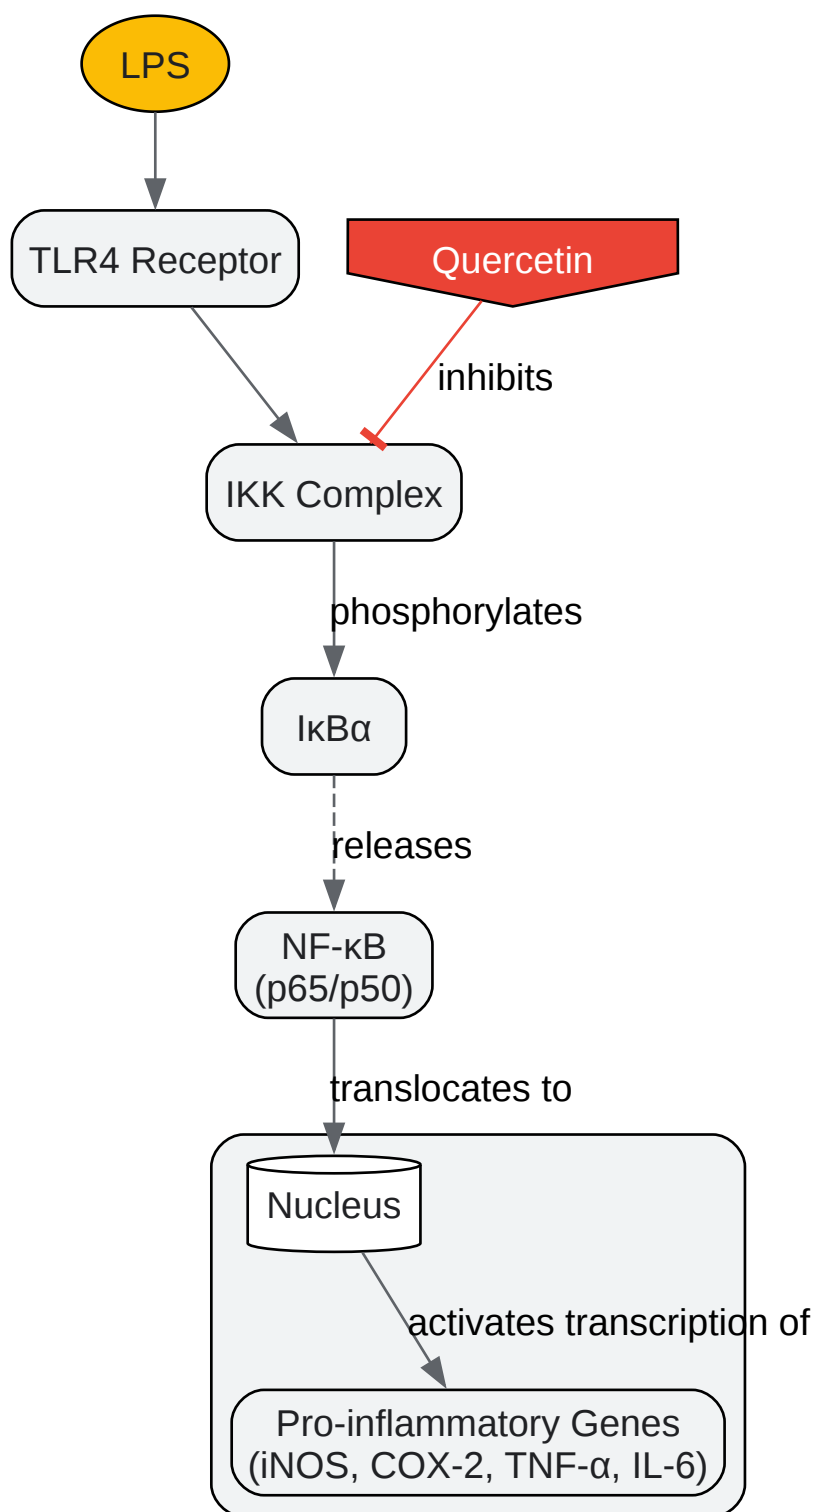 LPS
TLR4 Receptor
Quercetin
inhibits
IKK Complex
phosphorylates
IκBα
releases
NF-κB
(p65/p50)
translocates to
Nucleus
activates transcription of
Pro-inflammatory Genes
(iNOS, COX-2, TNF-α, IL-6)